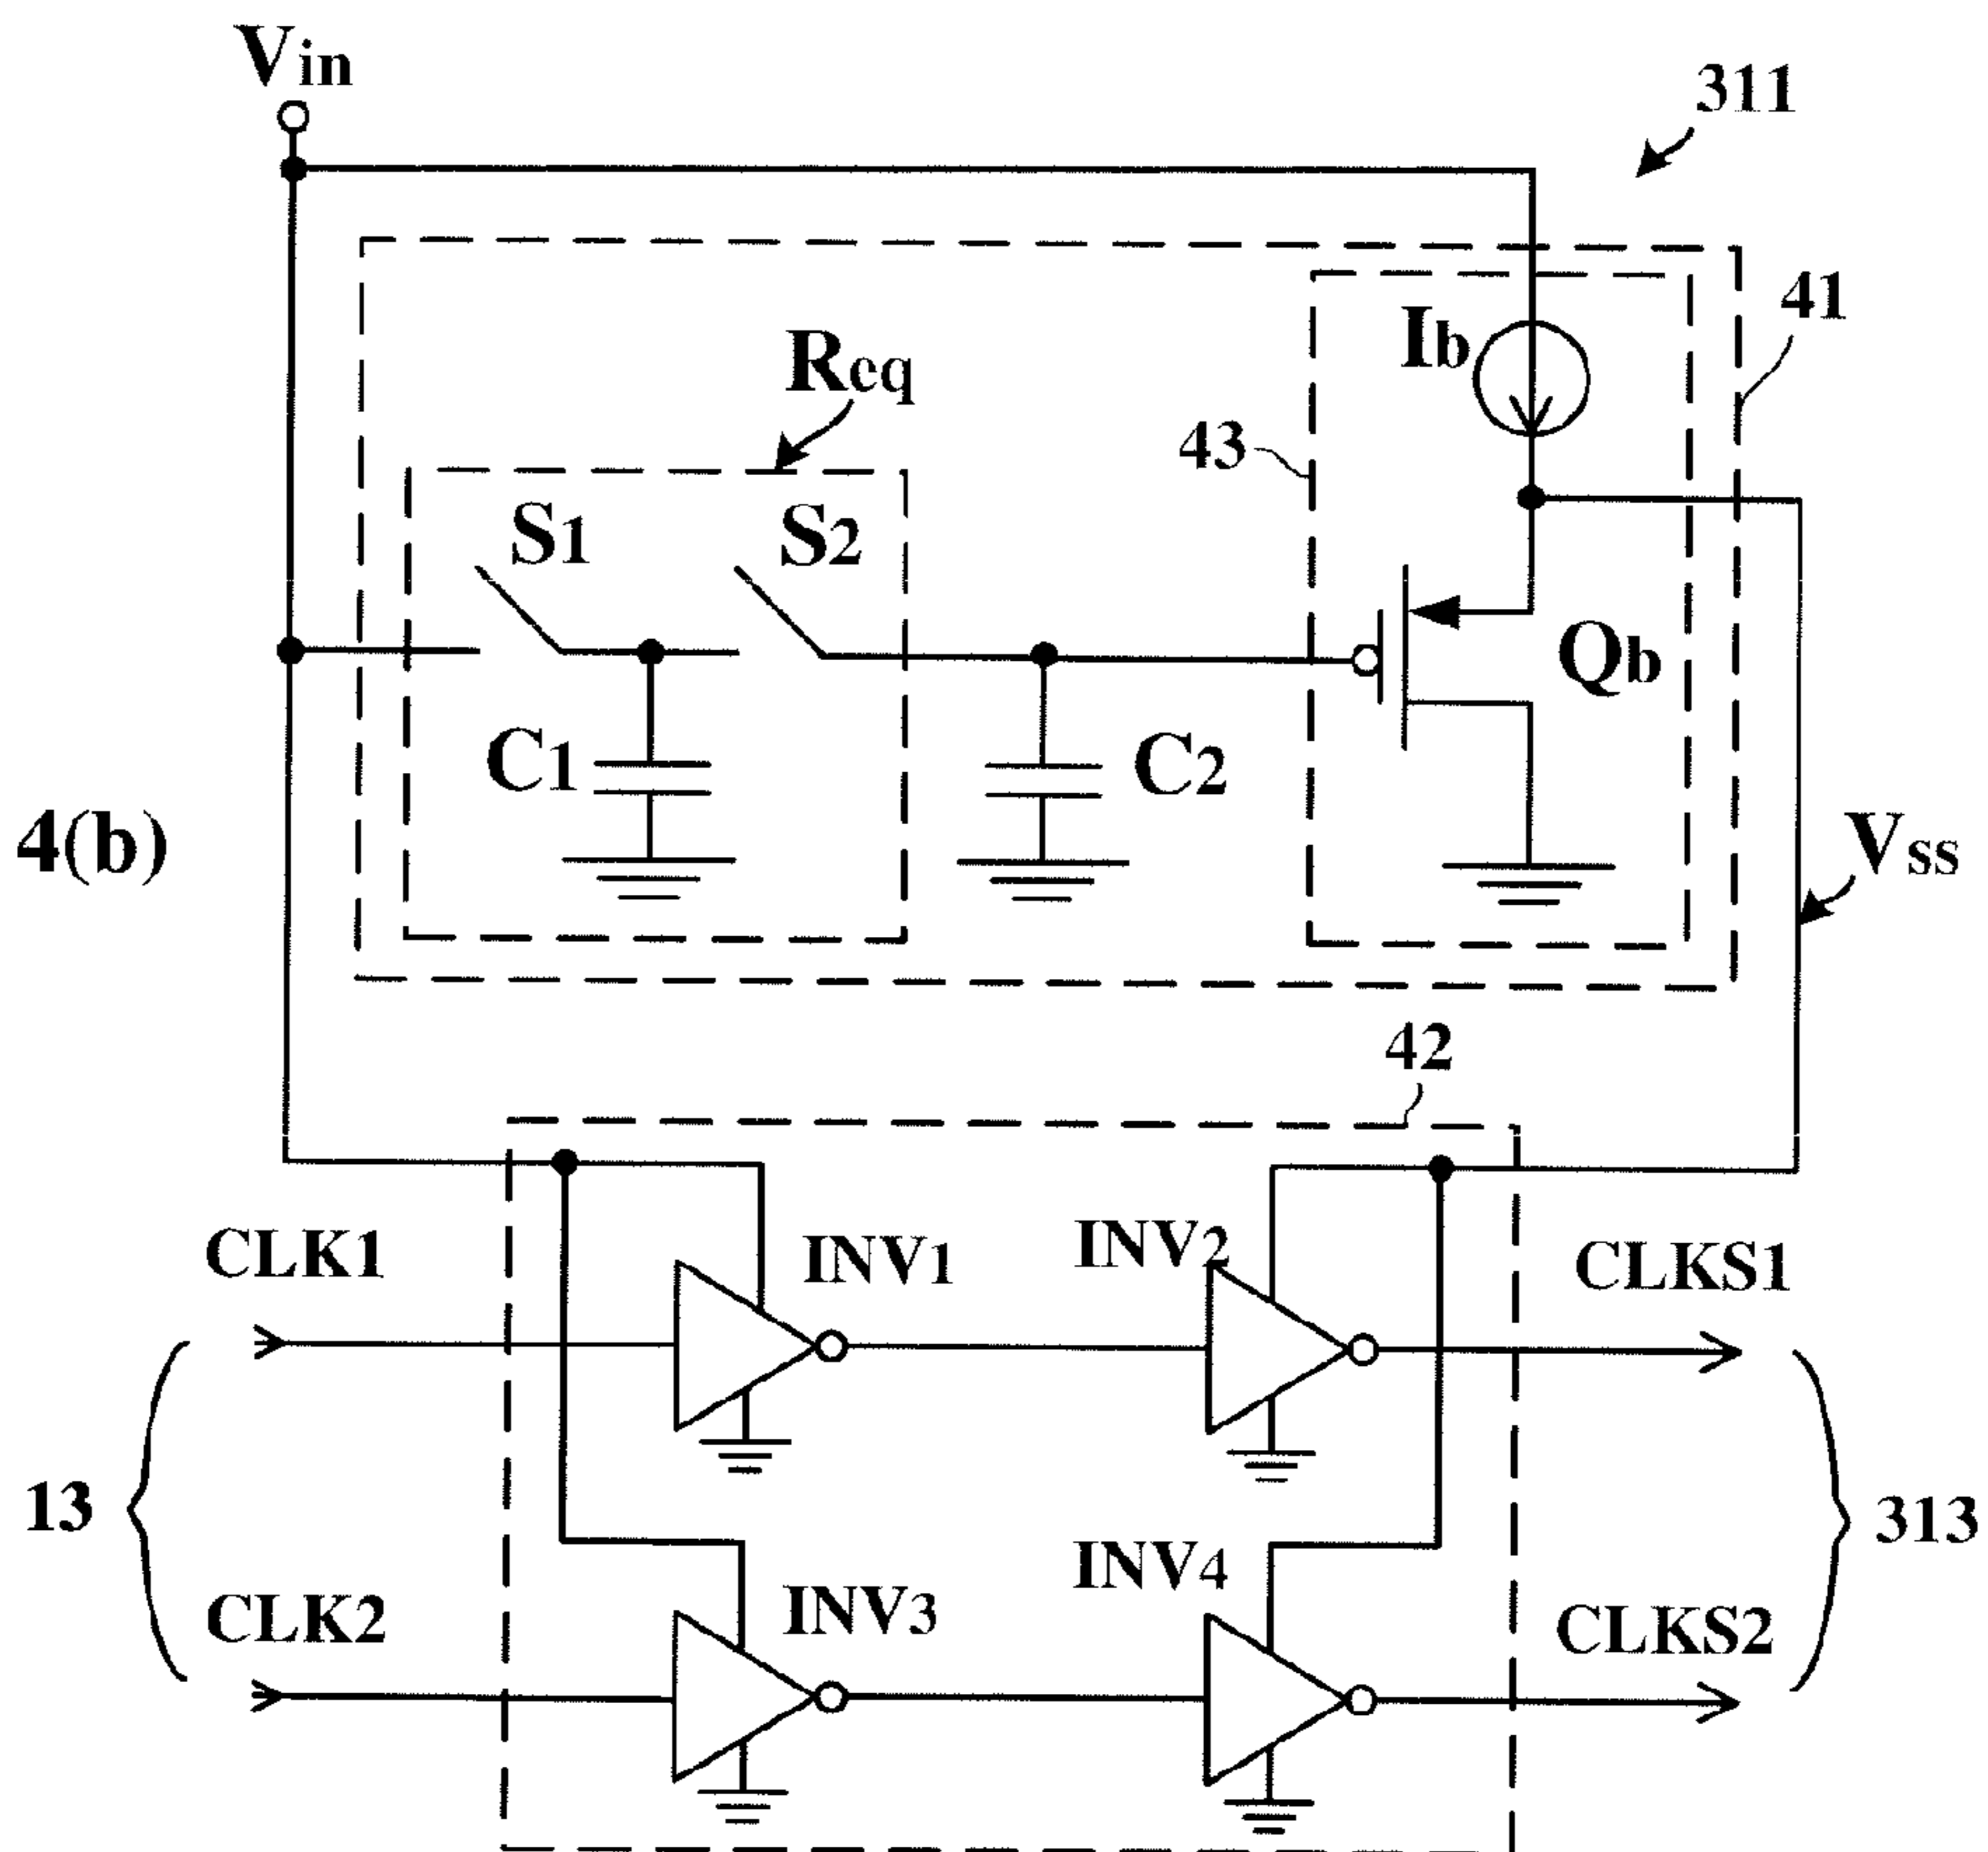 Vin
311
41
Ib
Req
43
S1
S2
Qb
C1
C2
4(b)
Vss
42
CLK1
INV1
INV2
CLKS1
13
313
INV4
CLK2
INV3
CLKS2